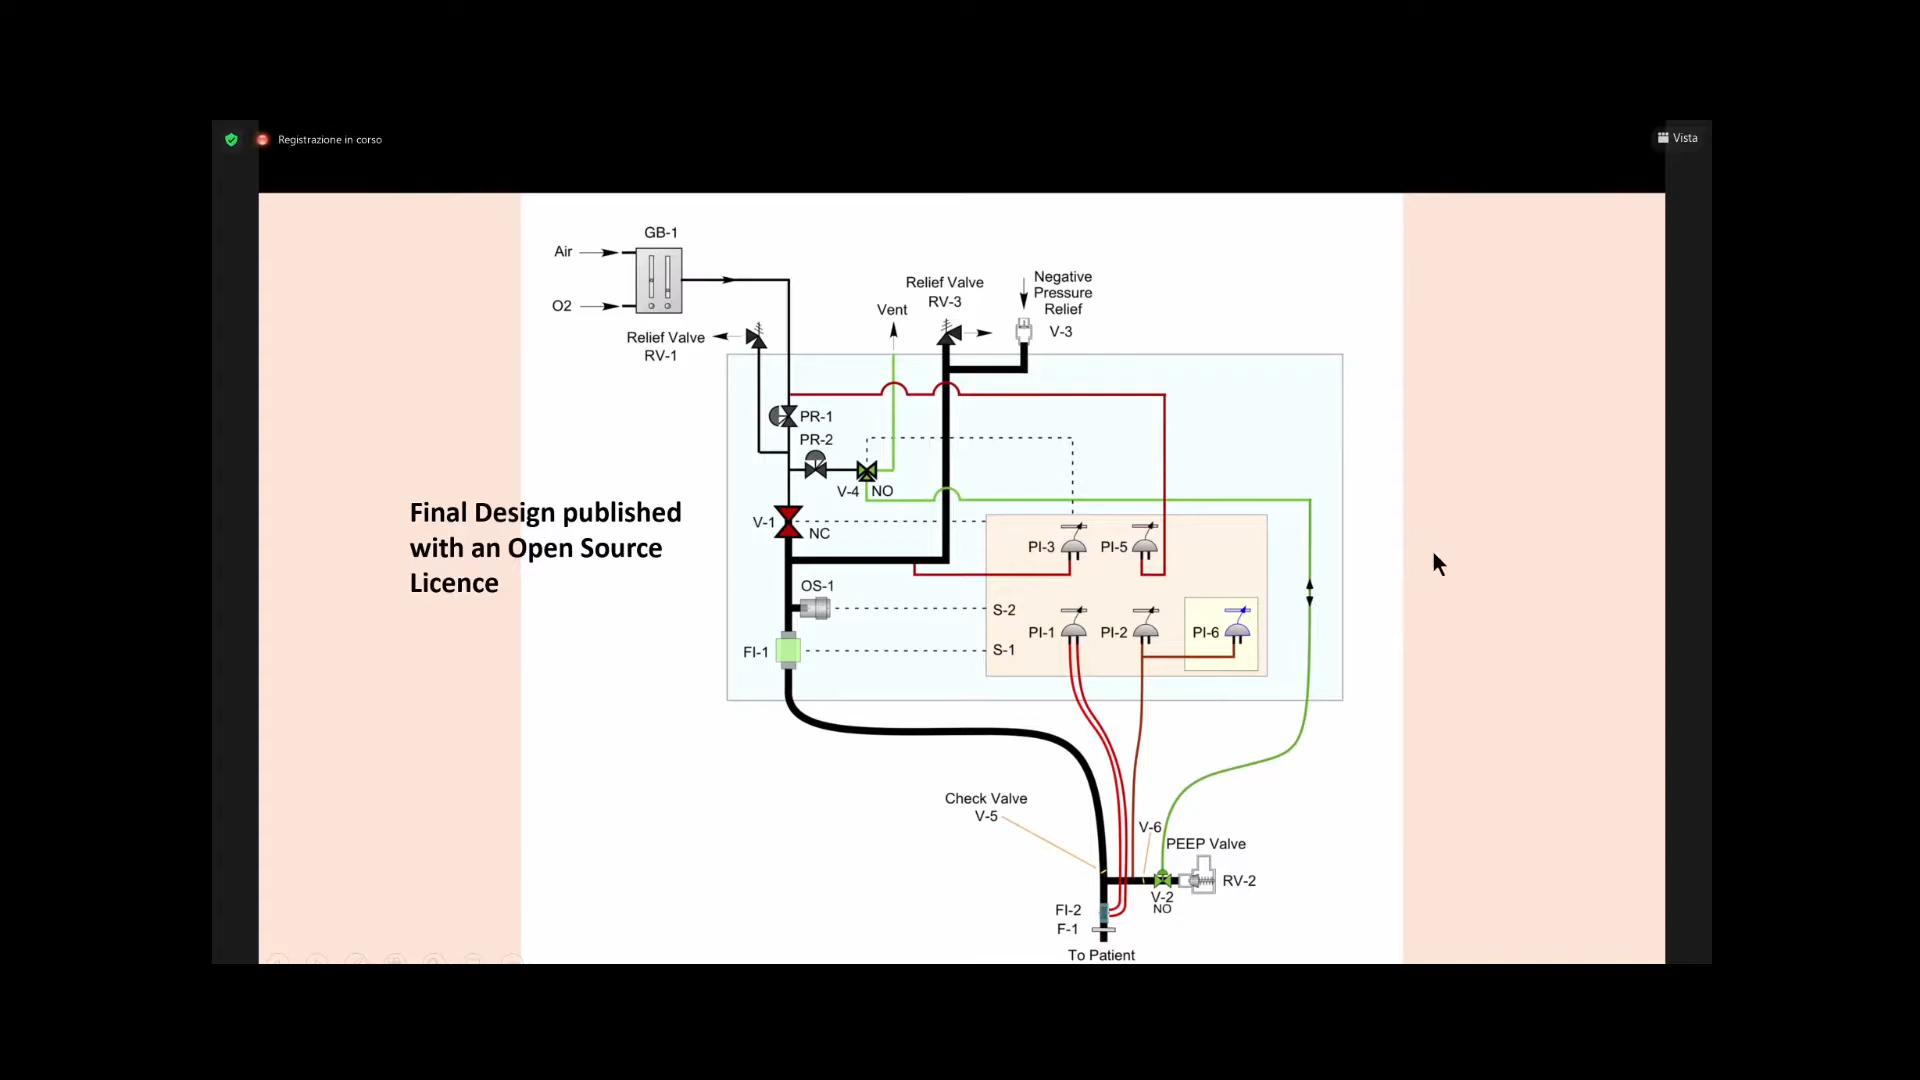 Registrazione in corso
Vista
GB-1
Air
O2
Relief Valve
RV-1
Vent
Relief Valve
RV-3
Negative
Pressure
Relief
V-3
PR-1
PR-2
V-4
NO
V-1
NC
Final Design published
with an Open Source
Licence
PI-3
PI-5
OS-1
S-2
PI-1
PI-2
PI-6
FI-1
S-1
Check Valve
V-5
V-6
PEEP Valve
RV-2
V-2
NO
FI-2
F-1
To Patient